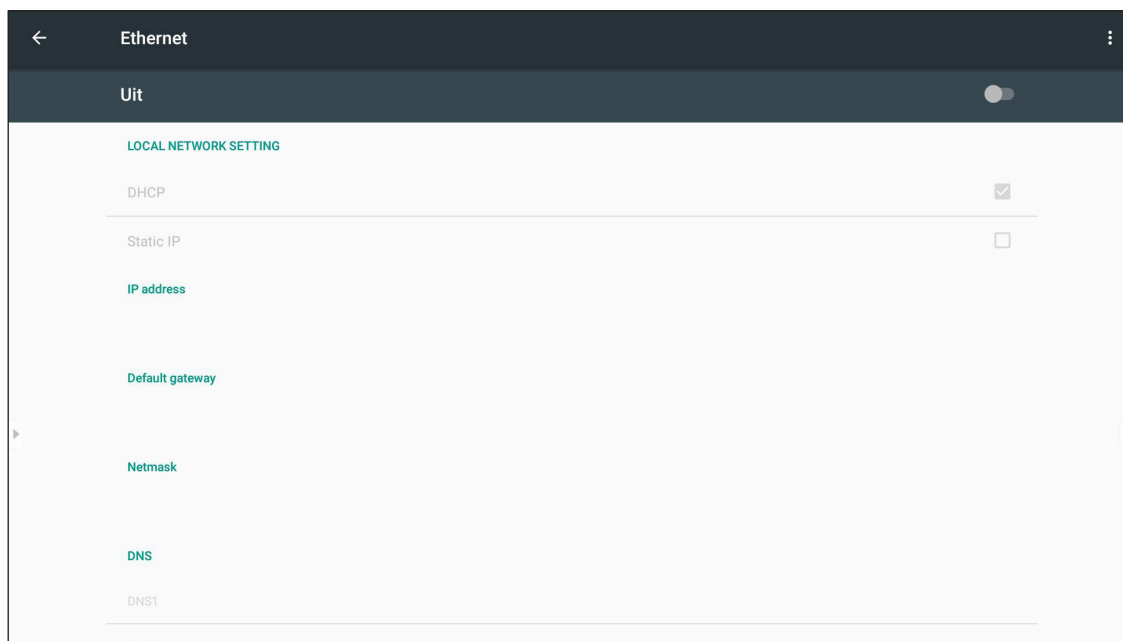 Ethernet
Uit
LOCAL NETWORK SETTING
DHCP
Static IP
IP address
Default gateway
Netmask
DNS
DNS1